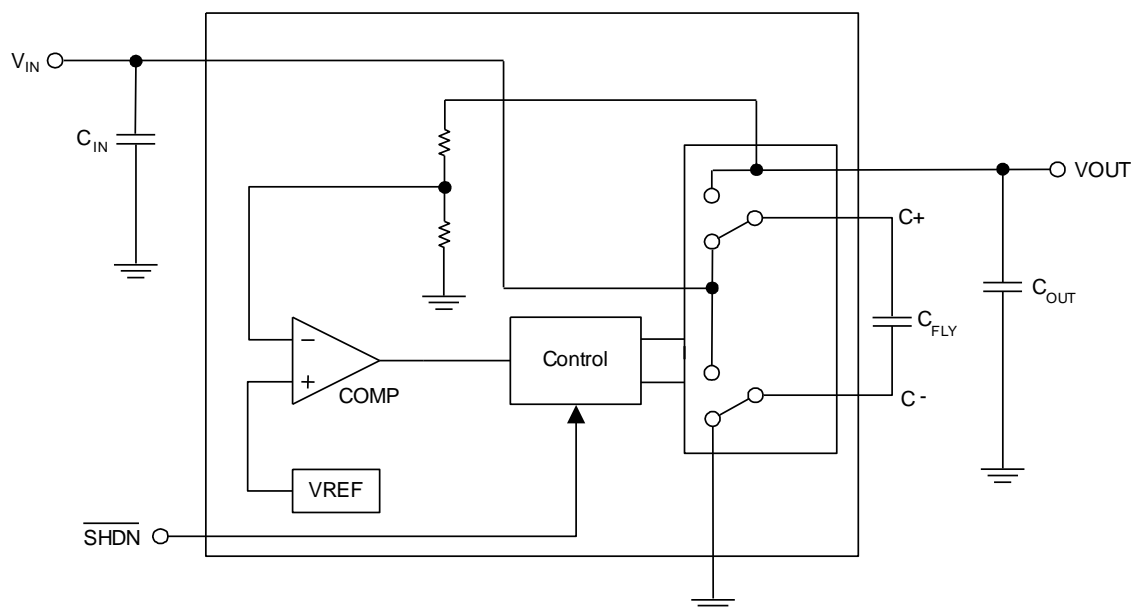 VIN
CIN
VOUT
C+
COUT
CFLY
Control
COMP
C-
VREF
SHDN
−
+